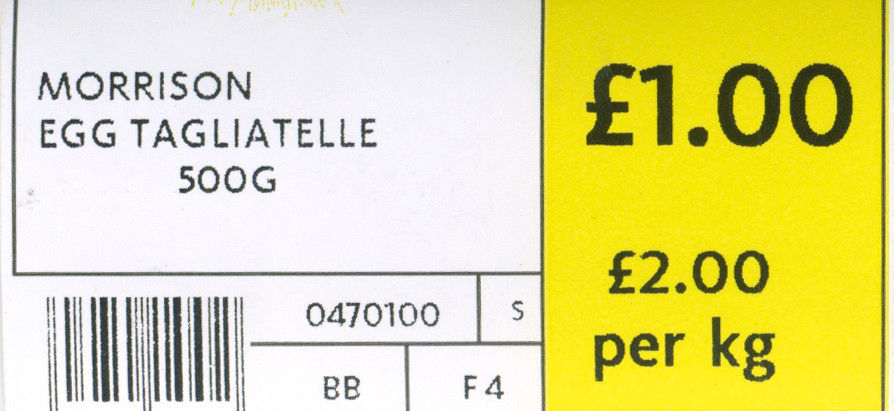 MORRISON
EGG TAGLIATELLE
500G
£1.00
£2.00
per kg
0470100
S
BB
F4